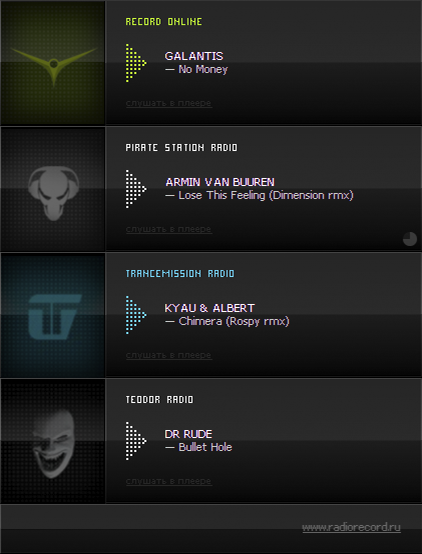 RECORD ONLINE
GALANTIS
— No Money
слушать в плеере
PIRATE STATION RADIO
ARMIN VAN BUUREN
— Lose This Feeling (Dimension rmx)
слушать в плеере
TRANCEMISSION RADIO
KYAU & ALBERT
— Chimera (Rospy rmx)
слушать в плеере
TEODOR RADIO
DR RUDE
— Bullet Hole
слушать в плеере
www.radiorecord.ru